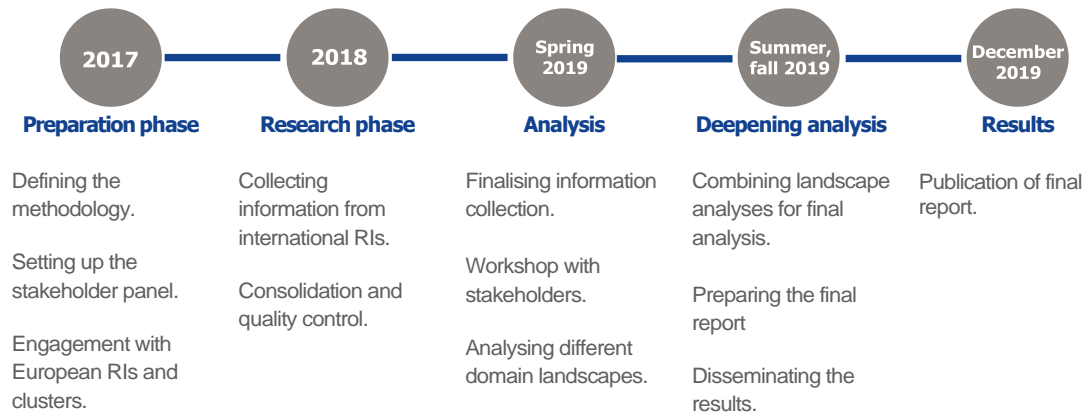 2017
2018
Spring
2019
Summer,
fall 2019
December
2019
Preparation phase
Research phase
Analysis
Deepening analysis
Results
Defining the
methodology.
Setting up the
stakeholder panel.
Engagement with
European RIs and
clusters.
Collecting
information from
international RIs.
Consolidation and
quality control.
Finalising information
collection.
Workshop with
stakeholders.
Analysing different
domain landscapes.
Combining landscape
analyses for final
analysis.
Preparing the final
report
Disseminating the
results.
Publication of final
report.